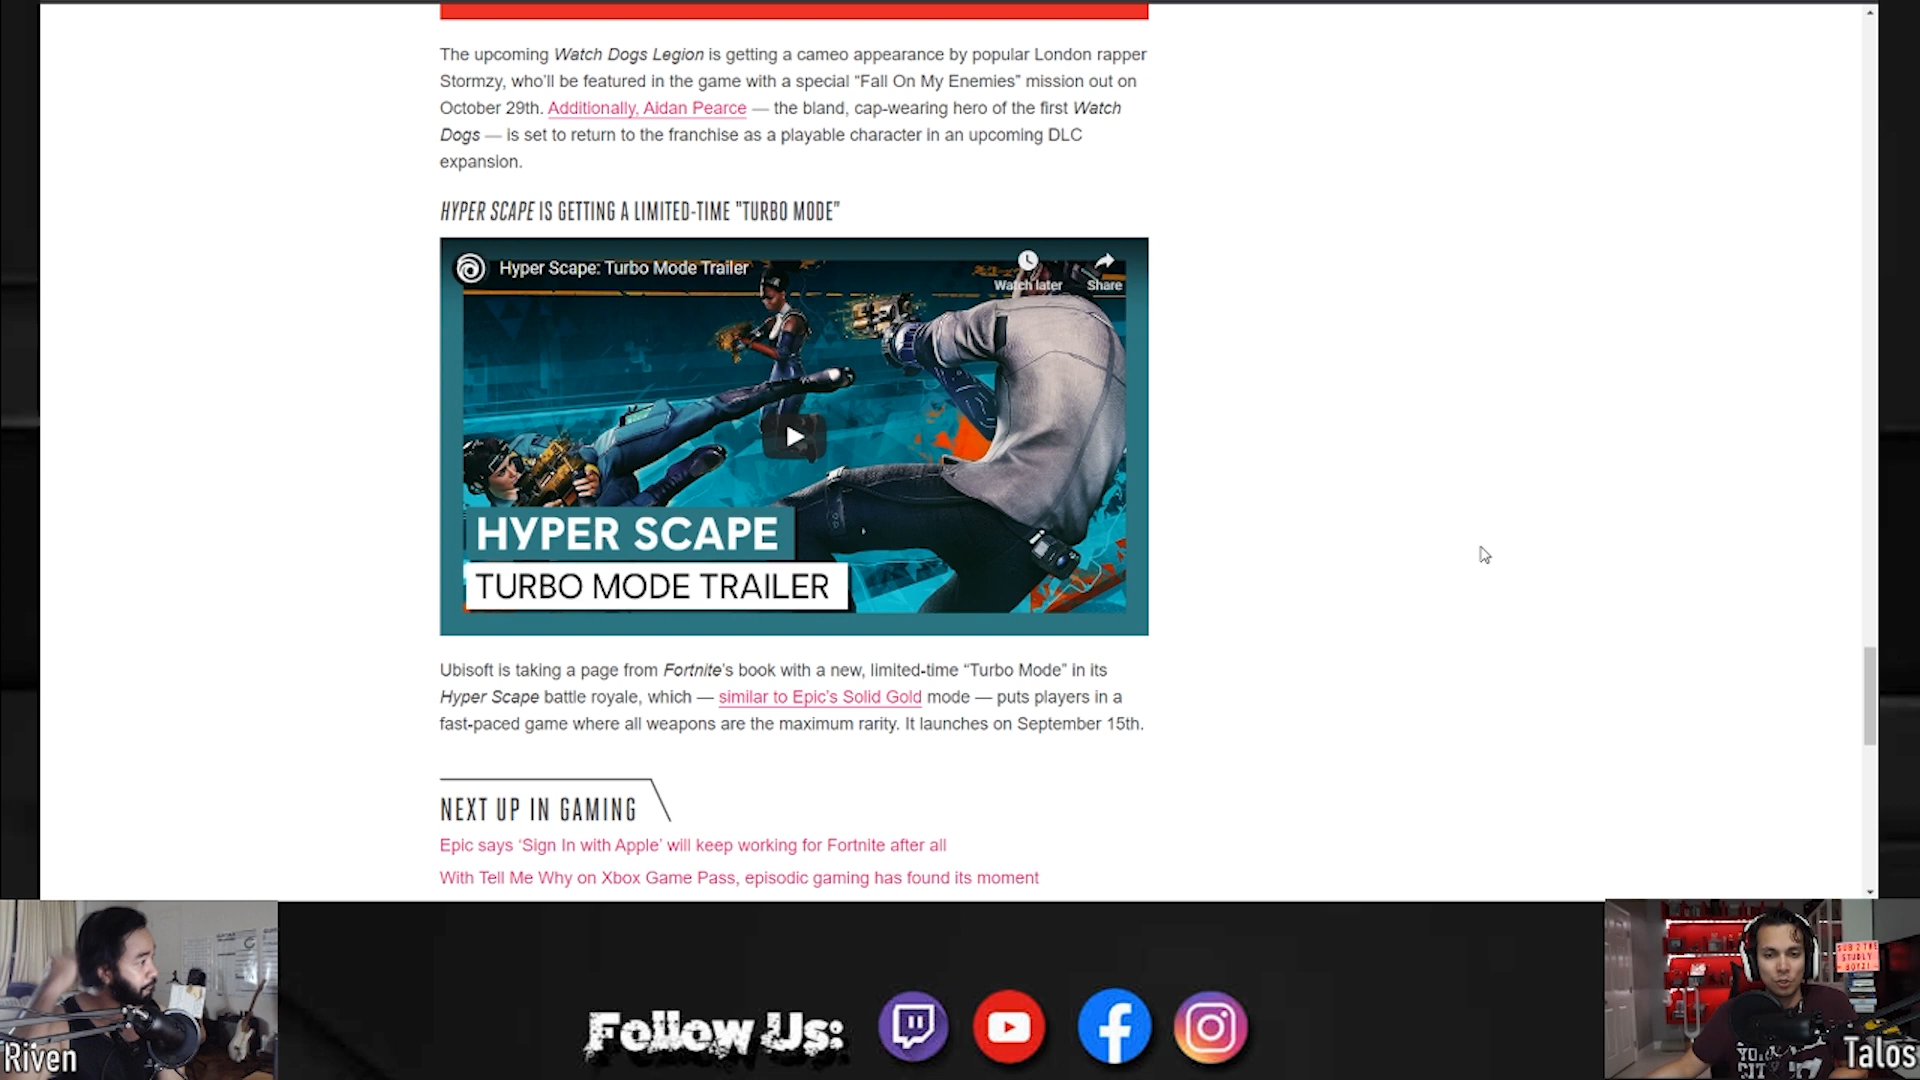 The upcoming Watch Dogs Legion is getting a cameo appearance by popular London rapper
Stormzy, who'll be featured in the game with a special “Fall On My Enemies” mission out on
October 29th. Additionally, Aidan Pearce — the bland, cap-wearing hero of the first Watch
Dogs — is set to return to the franchise as a playable character in an upcoming DLC
expansion.
HYPER SCAPE IS GETTING A LIMITED-TIME "TURBO MODE"
Hyper Scape: Turbo Mode Trailer
Watch later
Share
HYPER SCAPE
TURBO MODE TRAILER
Ubisoft is taking a page from Fortnite's book with a new, limited-time “Turbo Mode” in its
Hyper Scape battle royale, which — similar to Epic's Solid Gold mode — puts players in a
fast-paced game where all weapons are the maximum rarity. It launches on September 15th.
NEXT UP IN GAMING
Epic says ‘Sign In with Apple’ will keep working for Fortnite after all
With Tell Me Why on Xbox Game Pass, episodic gaming has found its moment
SUB 2 THE
STUDLY
BOYZ!
Riven
Follow Us:
Talos